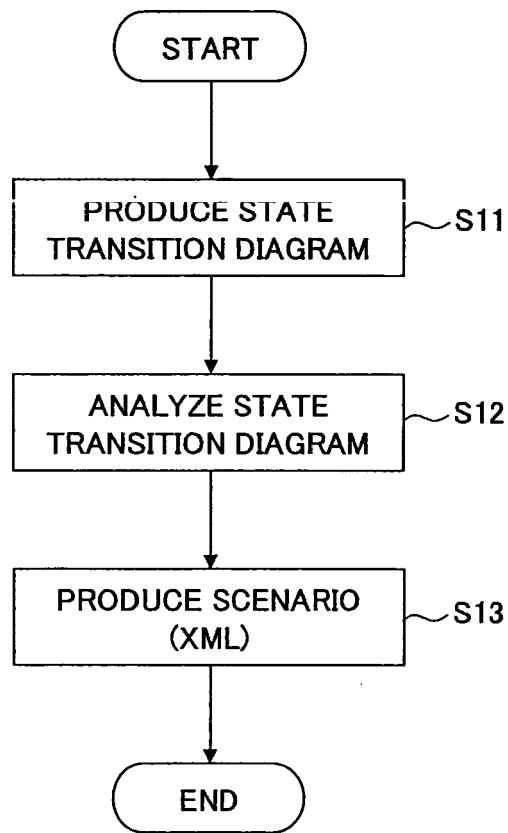 START
PRODUCE STATE
TRANSITION DIAGRAM
S11
ANALYZE STATE
TRANSITION DIAGRAM
S12
PRODUCE SCENARIO
(XML)
S13
END